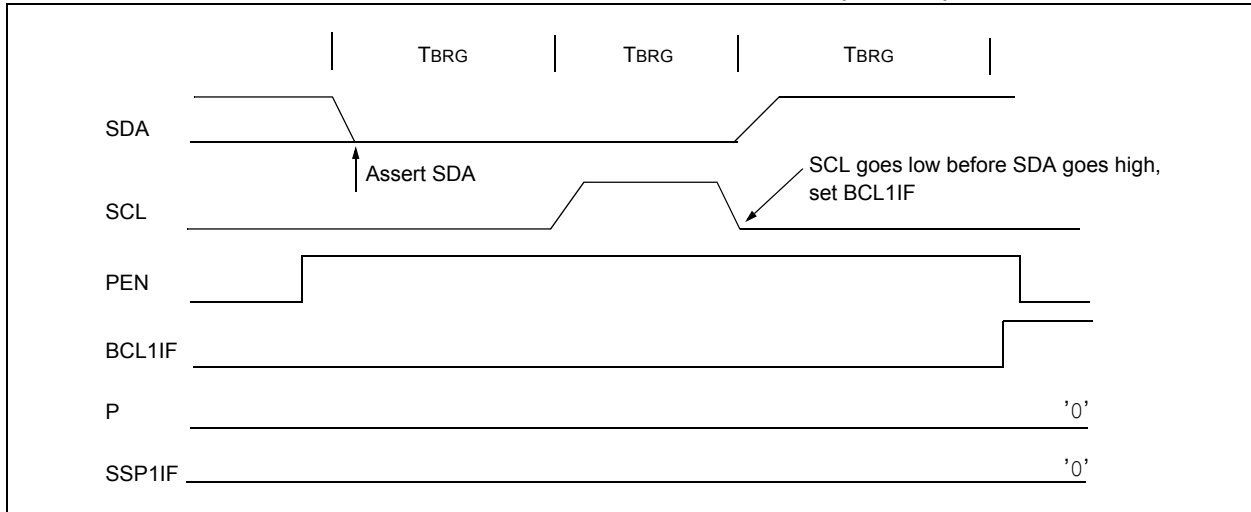 TBRG TBRG TBRG
SDA
Assert SDA
SCL goes low before SDA goes high,
set BCL1IF
SCL
PEN
BCL1IF
P '0'
SSP1IF '0'